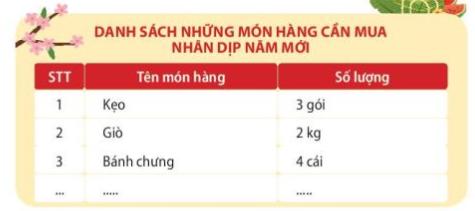 DANH SÁCH NHỮNG MÓN HÀNG CẦN MUA
NHÂN DỊP NĂM MỚI
STT Tên món hàng Số lượng
1 Kẹo 3 gói
2 Giò 2 kg
3 Bánh chưng 4 cái
... ..... .....